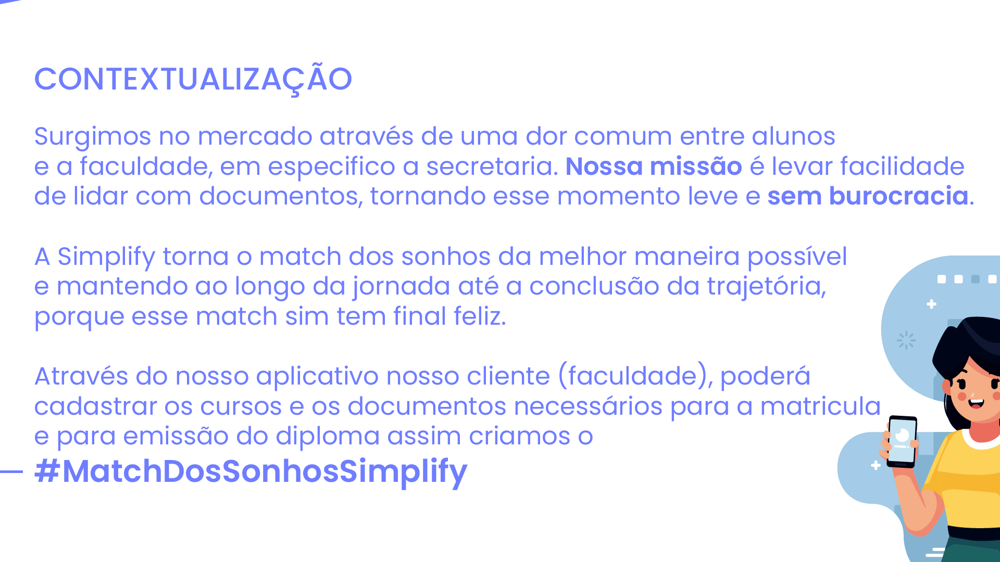 CONTEXTUALIZAÇÃO
Surgimos no mercado através de uma dor comum entre alunos
e a faculdade, em especifico a secretaria. Nossa missão é levar facilidade
de lidar com documentos, tornando esse momento leve e sem burocracia.
A Simplify torna o match dos sonhos da melhor maneira possível
e mantendo ao longo da jornada até a conclusão da trajetória,
porque esse match sim tem final feliz.
Através do nosso aplicativo nosso cliente (faculdade), poderá
cadastrar os cursos e os documentos necessários para a matricula
e para emissão do diploma assim criamos o
#MatchDosSonhosSimplify